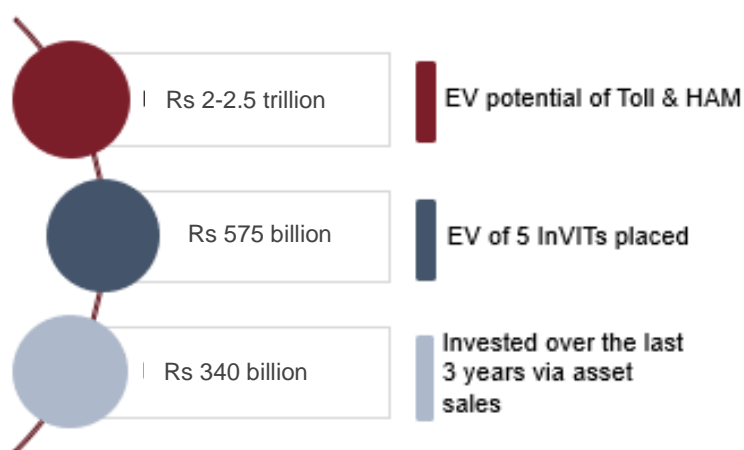 Rs 2-2.5 trillion
EV potential of Toll & HAM
Rs 575 billion
EV of 5 InVITs placed
Rs 340 billion
Invested over the last
3 years via asset
sales